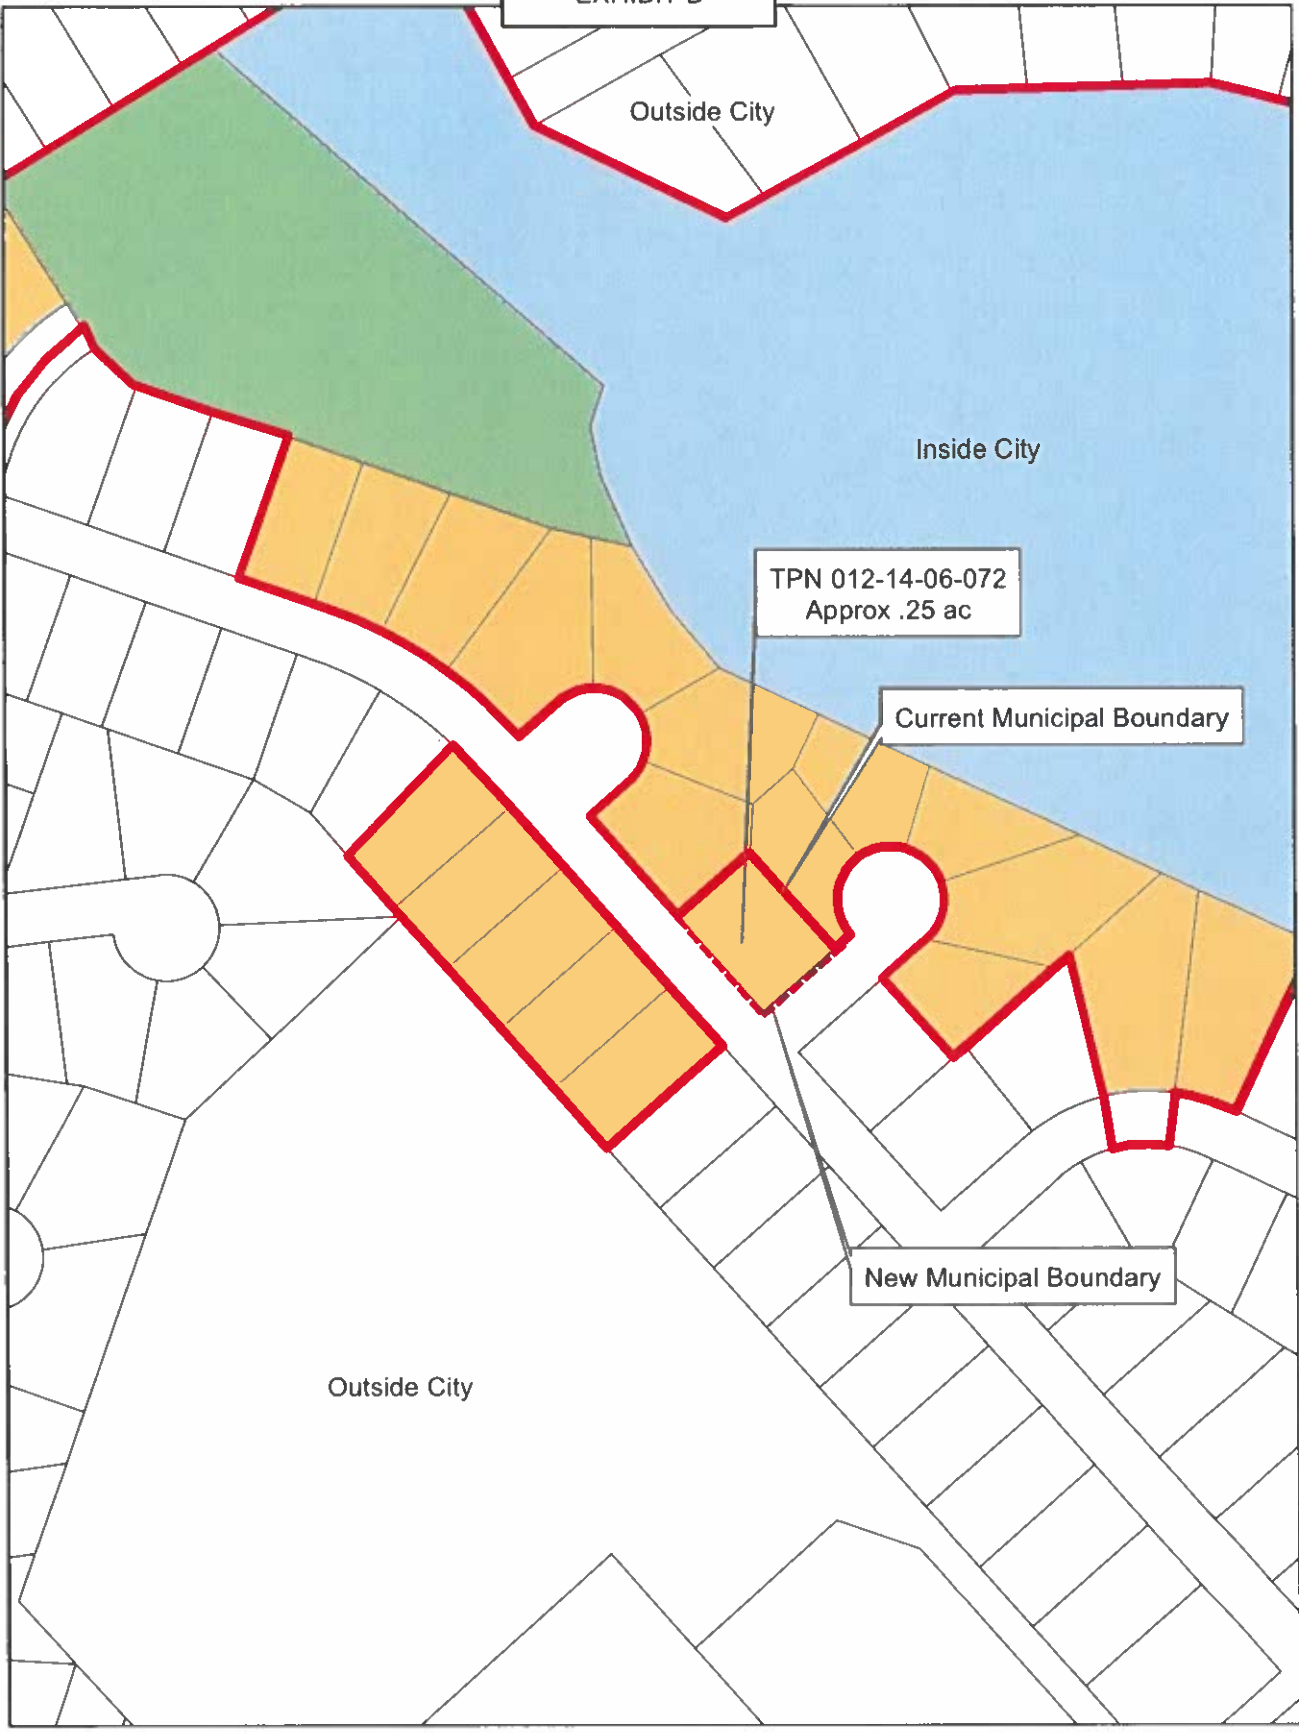 Outside City
Inside City
TPN 012-14-06-072
Approx .25 ac
Current Municipal Boundary
New Municipal Boundary
Outside City